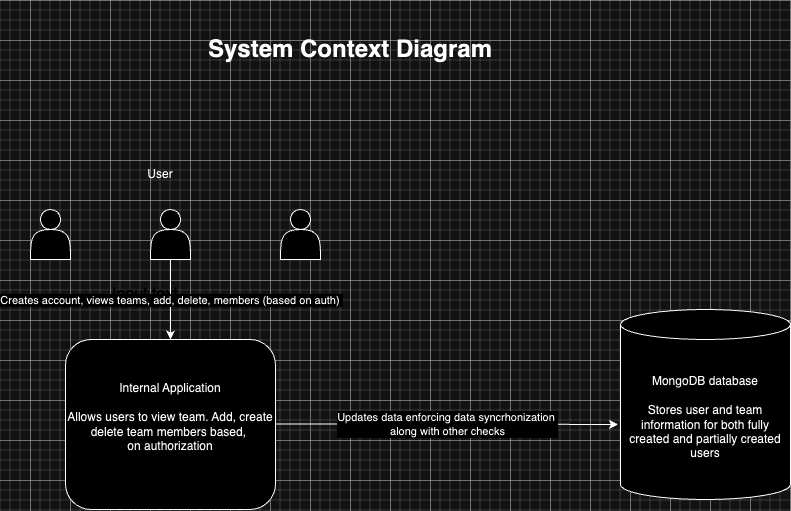 System Context Diagram
User
Creates account, views teams, add, delete, members (based on auth)
Internal Application
Allows users to view team. Add, create
delete team members based,
on authorization
Updates data enforcing data syncrhonization
along with other checks
MongoDB database
Stores user and team
information for both fully
created and partially created
users